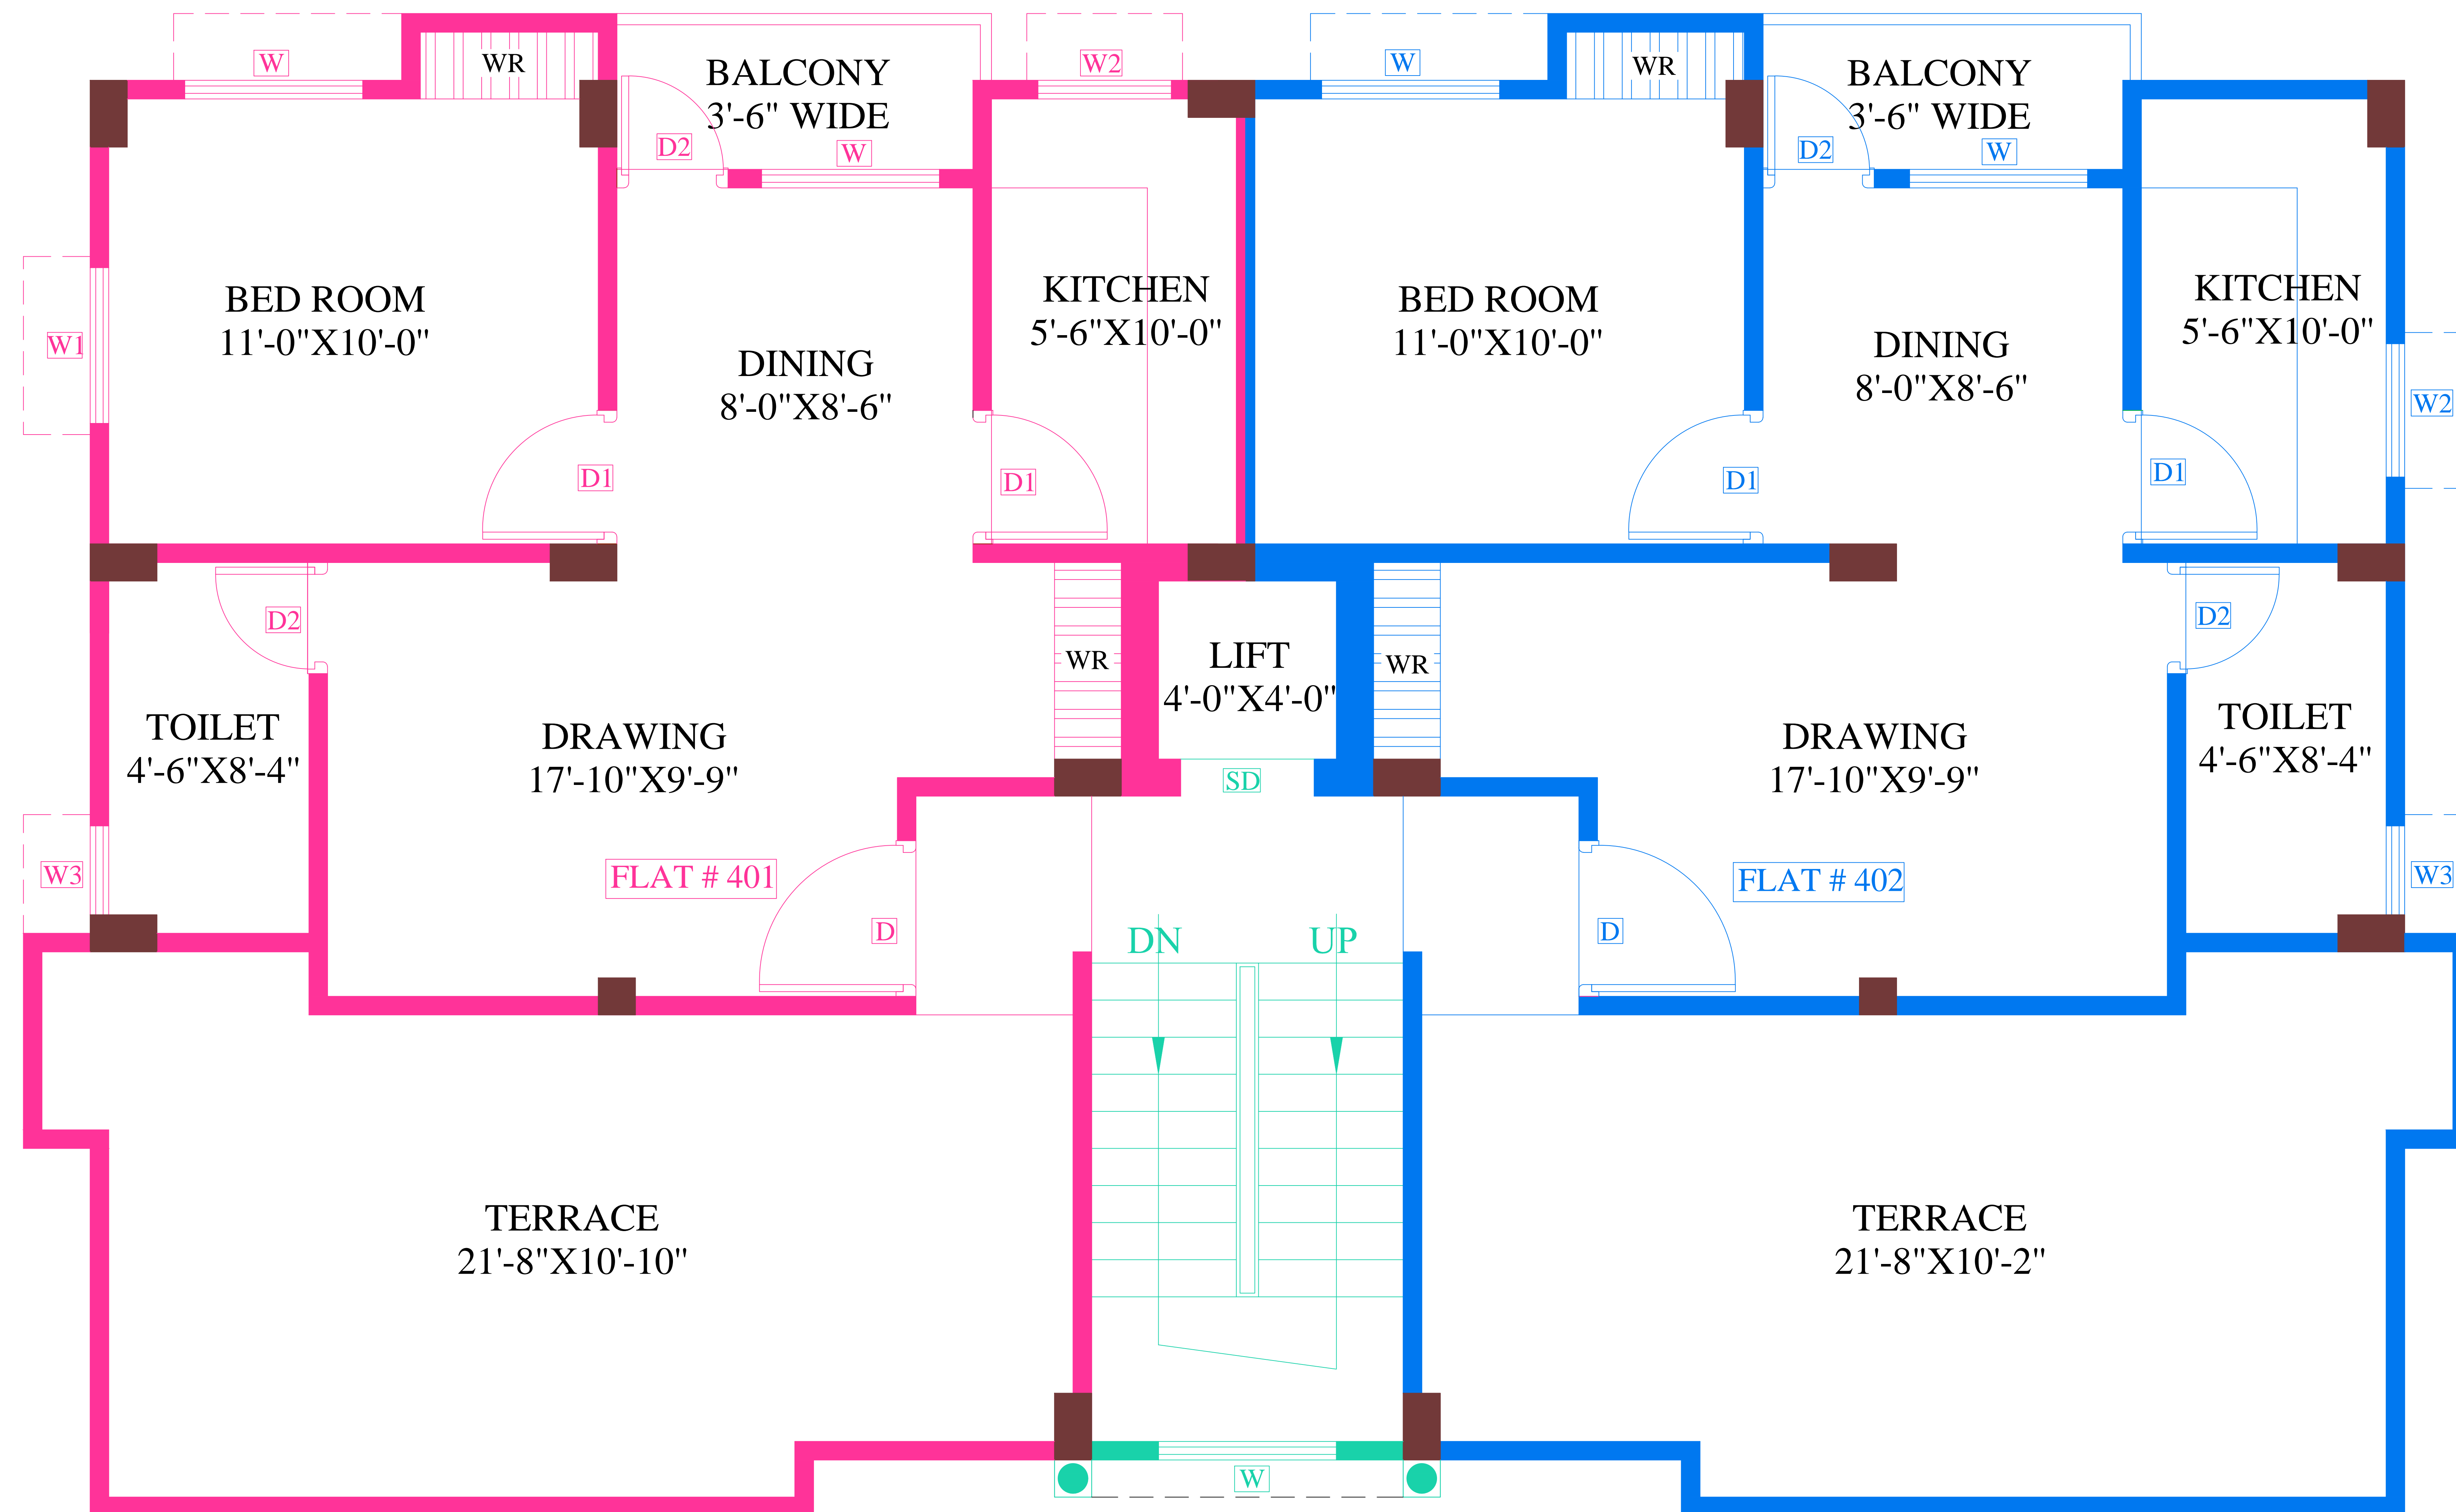 W
WR
BALCONY
3'-6" WIDE
D2
W
W2
W
WR
BALCONY
3'-6" WIDE
D2
W
W1
BED ROOM
11'-0"X10'-0"
D1
DINING
8'-0"X8'-6"
KITCHEN
5'-6"X10'-0"
D1
BED ROOM
11'-0"X10'-0"
D1
DINING
8'-0"X8'-6"
KITCHEN
5'-6"X10'-0"
D1
W2
D2
TOILET
4'-6"X8'-4"
W3
DRAWING
17'-10"X9'-9"
WR
LIFT
4'-0"X4'-0"
SD
WR
DRAWING
17'-10"X9'-9"
D2
TOILET
4'-6"X8'-4"
W3
FLAT # 401
D
DN
UP
D
FLAT # 402
TERRACE
21'-8"X10'-10"
TERRACE
21'-8"X10'-2"
W